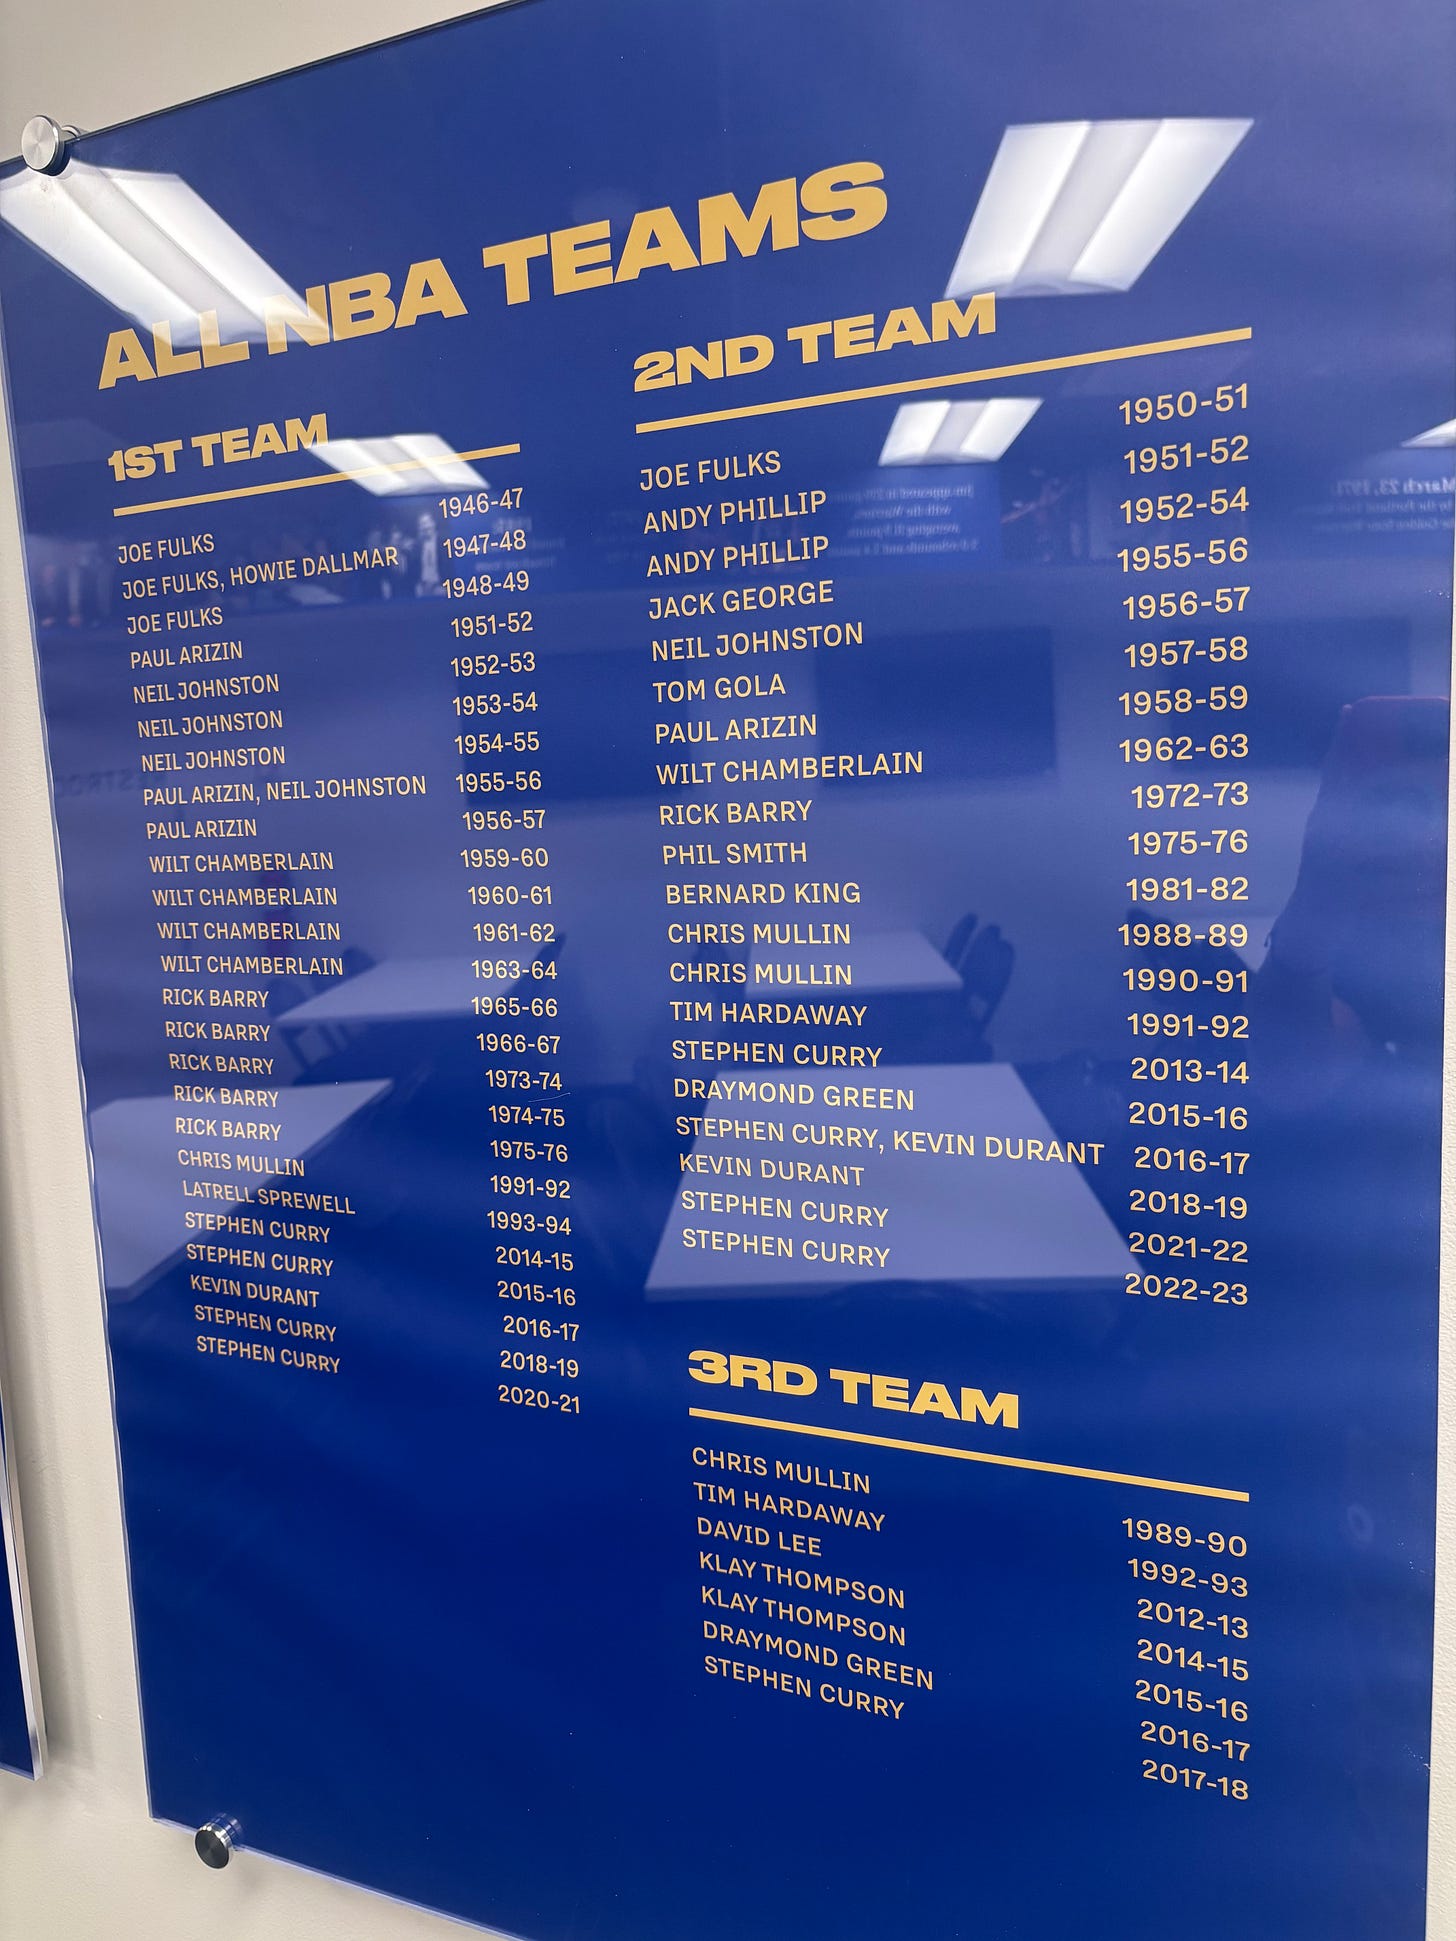 ALL NBA TEAMS
1ST TEAM
JOE FULKS 1946-47
JOE FULKS, HOWIE DALLMAR 1947-48
JOE FULKS 1948-49
PAUL ARIZIN 1951-52
NEIL JOHNSTON 1952-53
NEIL JOHNSTON 1953-54
NEIL JOHNSTON 1954-55
PAUL ARIZIN, NEIL JOHNSTON 1955-56
PAUL ARIZIN 1956-57
WILT CHAMBERLAIN 1959-60
WILT CHAMBERLAIN 1960-61
WILT CHAMBERLAIN 1961-62
WILT CHAMBERLAIN 1963-64
RICK BARRY 1965-66
RICK BARRY 1966-67
RICK BARRY 1973-74
RICK BARRY 1974-75
RICK BARRY 1975-76
CHRIS MULLIN 1991-92
LATRELL SPREWELL 1993-94
STEPHEN CURRY 2014-15
STEPHEN CURRY 2015-16
KEVIN DURANT 2016-17
STEPHEN CURRY 2018-19
STEPHEN CURRY 2020-21
2ND TEAM
JOE FULKS 1950-51
ANDY PHILLIP 1951-52
ANDY PHILLIP 1952-54
JACK GEORGE 1955-56
NEIL JOHNSTON 1956-57
TOM GOLA 1957-58
PAUL ARIZIN 1958-59
WILT CHAMBERLAIN 1962-63
RICK BARRY 1972-73
PHIL SMITH 1975-76
BERNARD KING 1981-82
CHRIS MULLIN 1988-89
CHRIS MULLIN 1990-91
TIM HARDAWAY 1991-92
STEPHEN CURRY 2013-14
DRAYMOND GREEN 2015-16
STEPHEN CURRY, KEVIN DURANT 2016-17
KEVIN DURANT 2018-19
STEPHEN CURRY 2021-22
STEPHEN CURRY 2022-23
3RD TEAM
CHRIS MULLIN 1989-90
TIM HARDAWAY 1992-93
DAVID LEE 2012-13
KLAY THOMPSON 2014-15
KLAY THOMPSON 2015-16
DRAYMOND GREEN 2016-17
STEPHEN CURRY 2017-18